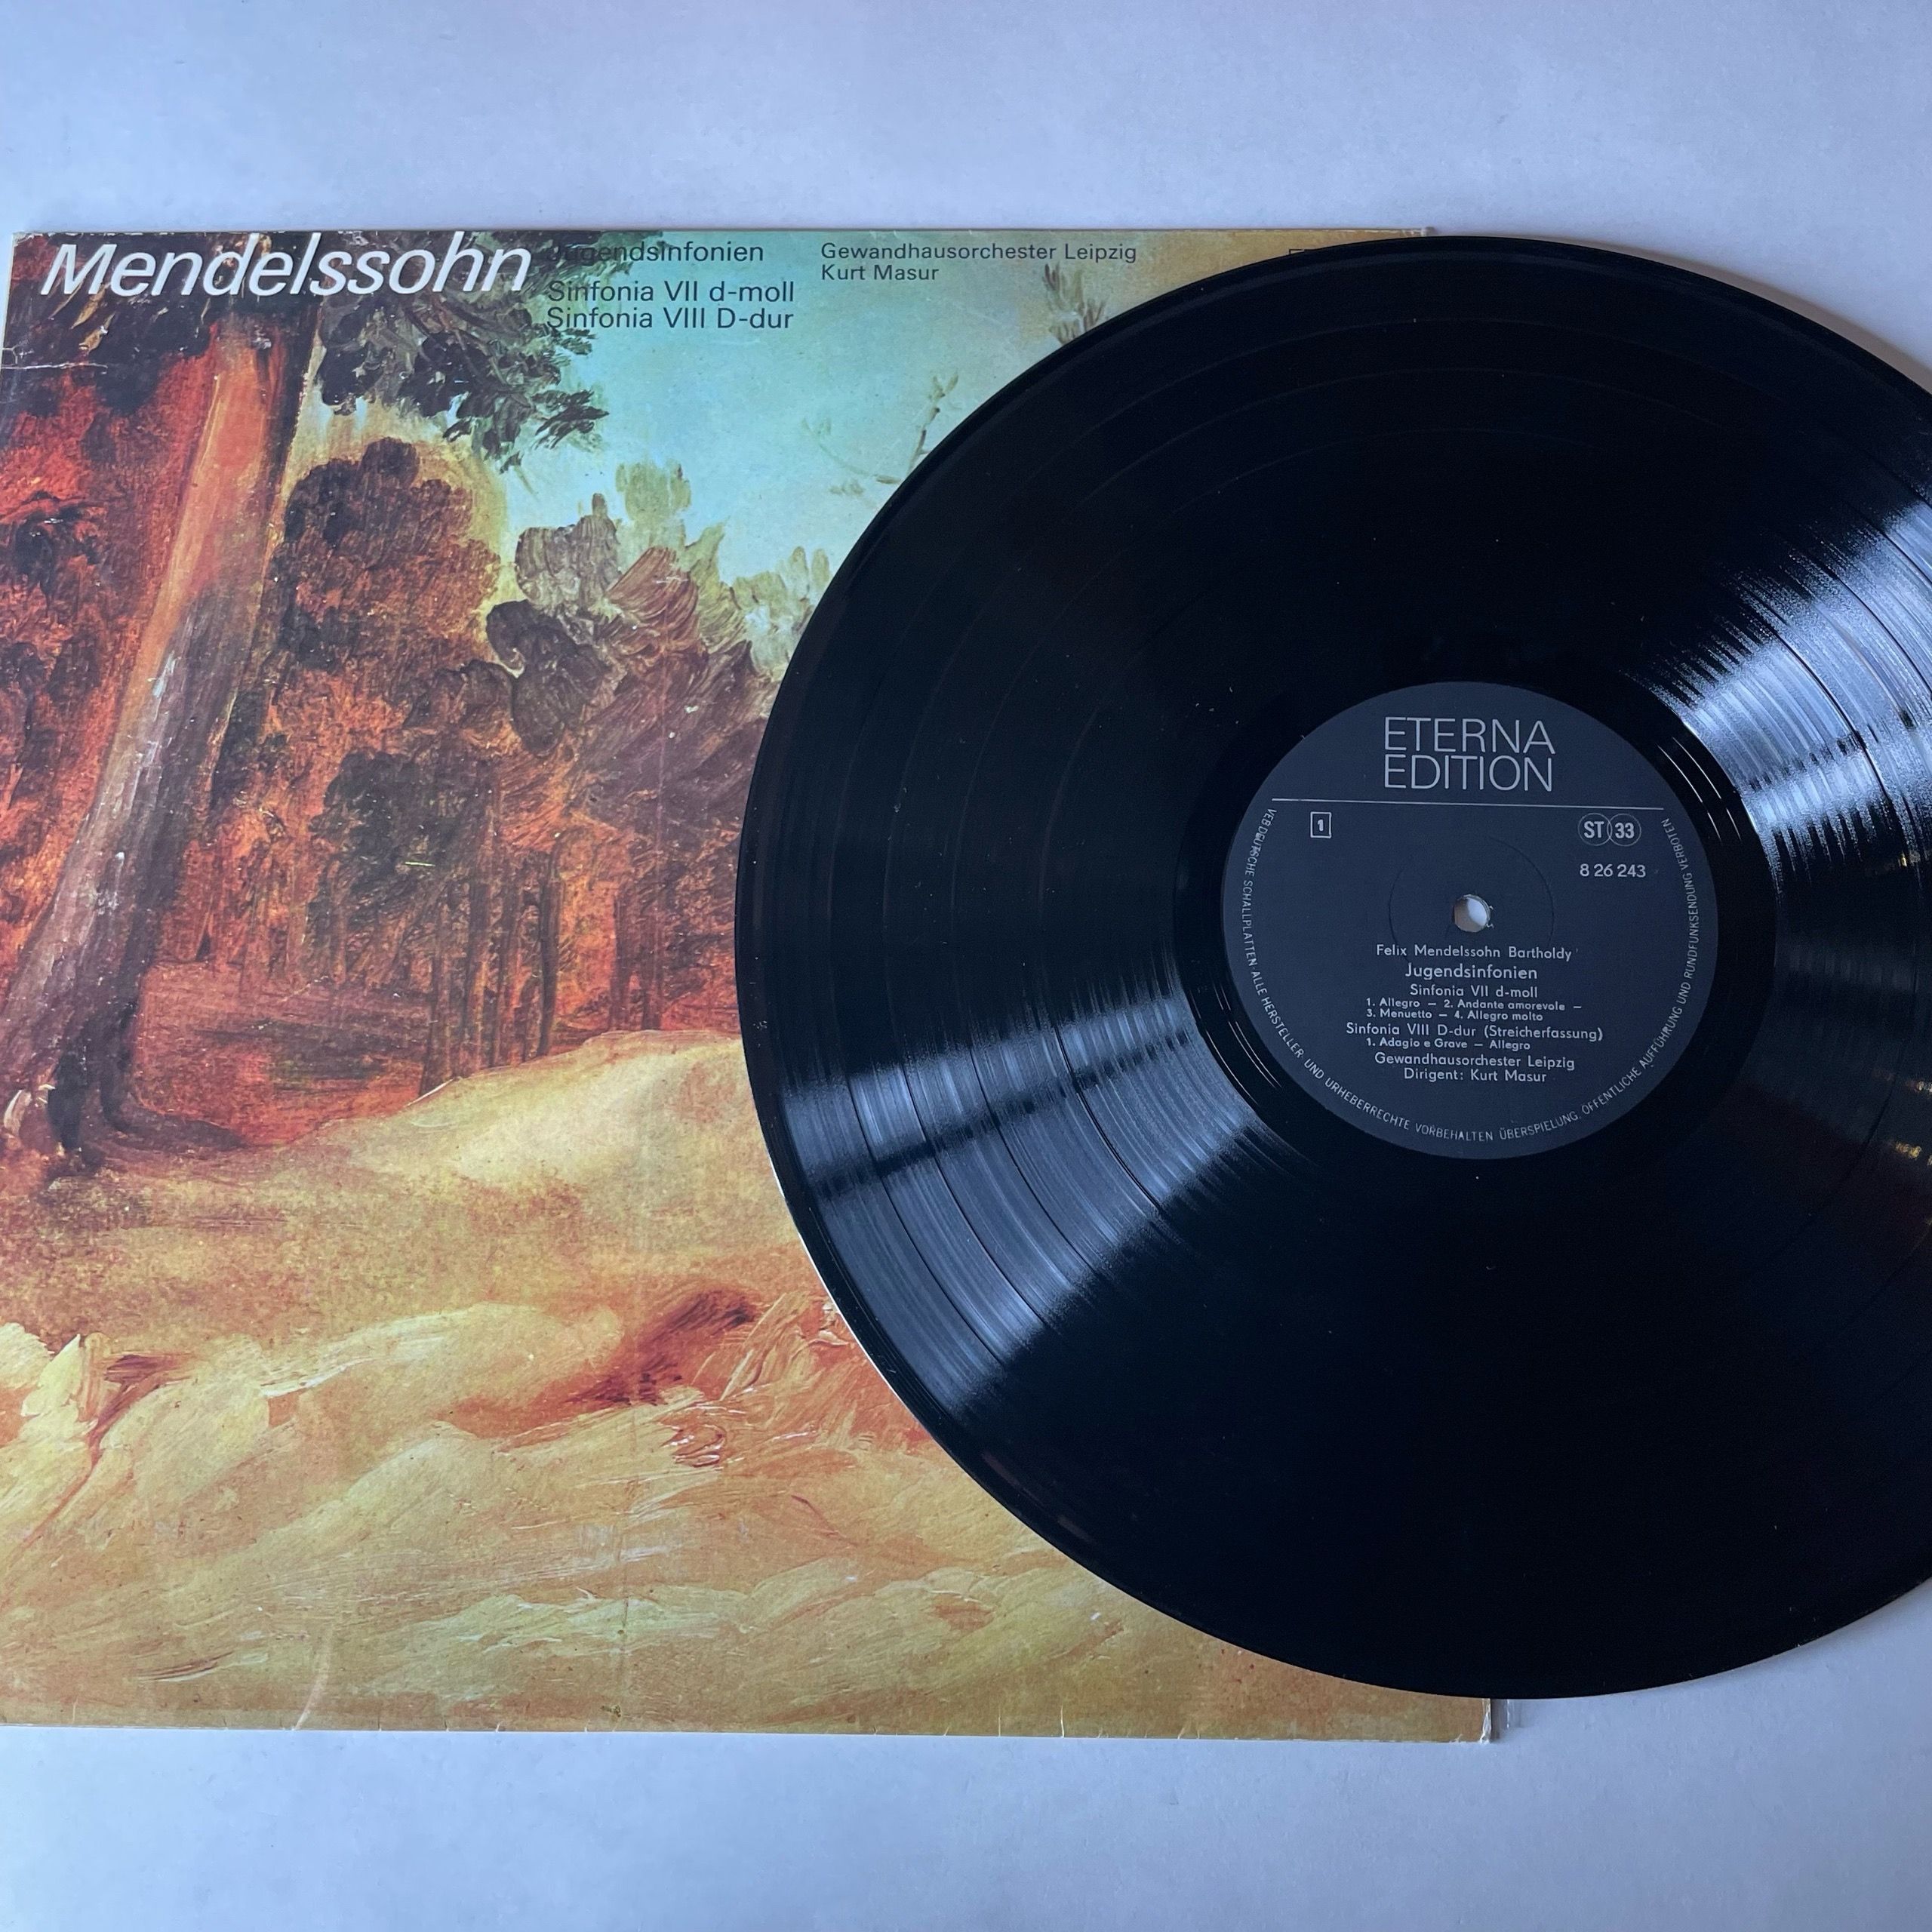 Mendelssohn
Jugendsinfonien
Sinfonia VII d-moll
Sinfonia VIII D-dur
Gewandhausorchester Leipzig
Kurt Masur
ETERNA
EDITION
1
ST 33
8 26 243
Felix Mendelssohn Bartholdy
Jugendsinfonien
Sinfonia VII d-moll
1. Allegro — 2. Andante amorevole —
3. Menuetto — 4. Allegro molto
Sinfonia VIII D-dur (Streicherfassung)
1. Adagio e Grave — Allegro
Gewandhausorchester Leipzig
Dirigent: Kurt Masur
VEB DEUTSCHE SCHALLPLATTEN ALLE HERSTELLER UND URHEBERRECHTE VORBEHALTEN ÜBERSPIELUNG, ÖFFENTLICHE AUFFÜHRUNG UND RUNDFUNKSENDUNG VERBOTEN